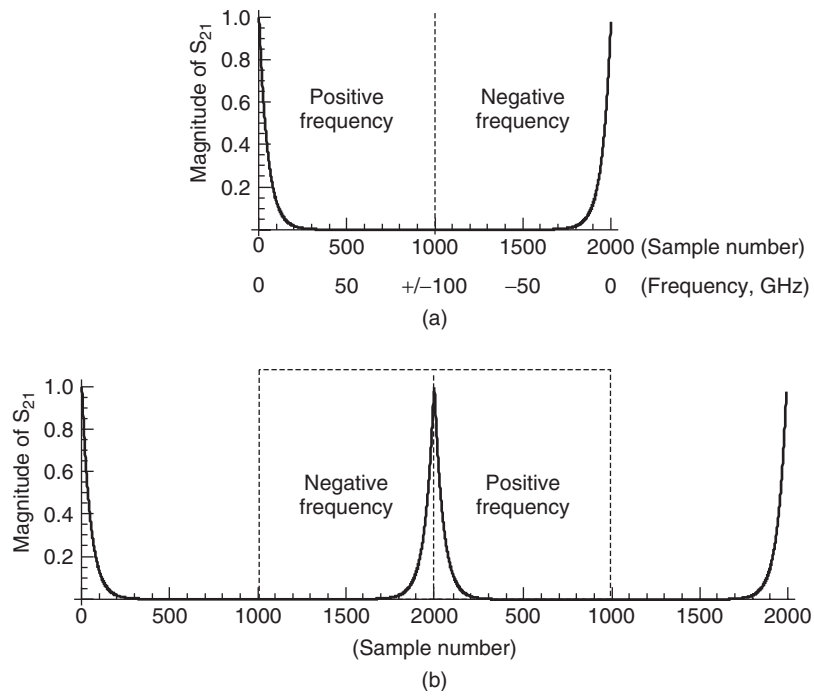 Magnitude of S21
1.0
0.8
0.6
0.4
0.2
Positive
frequency
Negative
frequency
0 500 1000 1500 2000 (Sample number)
0 50 +/−100 −50 0 (Frequency, GHz)
(a)
Magnitude of S21
1.0
0.8
0.6
0.4
0.2
Negative
frequency
Positive
frequency
0 500 1000 1500 2000 500 1000 1500 2000
(Sample number)
(b)